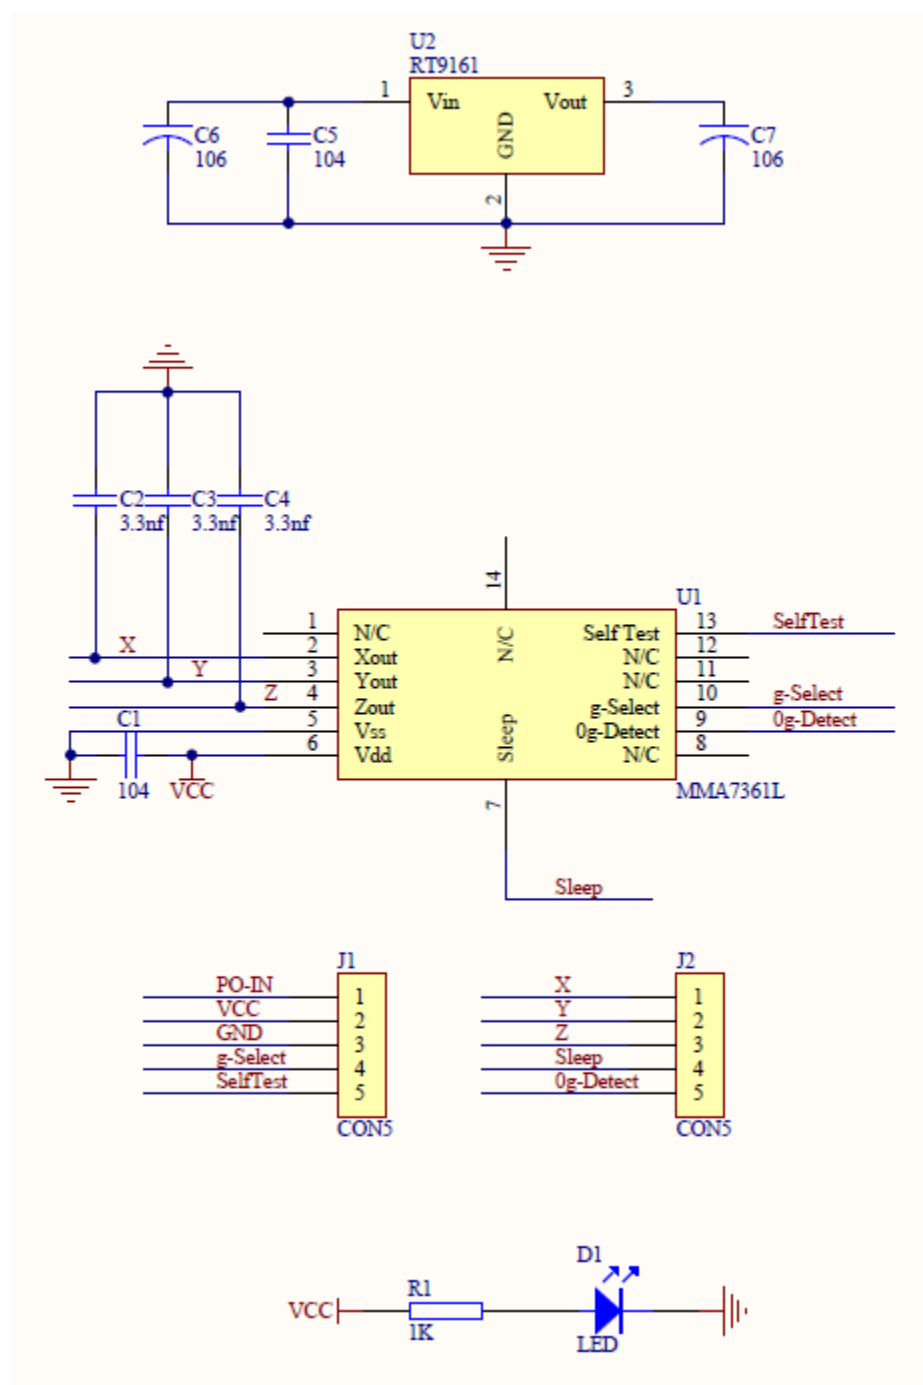 U2
RT9161
1 Vin Vout 3
GND
2
C6
106
C5
104
C7
106
C2 C3 C4
3.3nf 3.3nf 3.3nf
14
U1
1 N/C N/C Self Test 13 SelfTest
X 2 Xout N/C 12
Y 3 Yout N/C 11
Z 4 Zout g-Select 10 g-Select
C1 5 Vss Sleep 0g-Detect 9 0g-Detect
6 Vdd N/C 8
104 VCC MMA7361L
7
Sleep
J1
PO-IN 1
VCC 2
GND 3
g-Select 4
SelfTest 5
CON5
J2
X 1
Y 2
Z 3
Sleep 4
0g-Detect 5
CON5
D1
R1
VCC
1K
LED